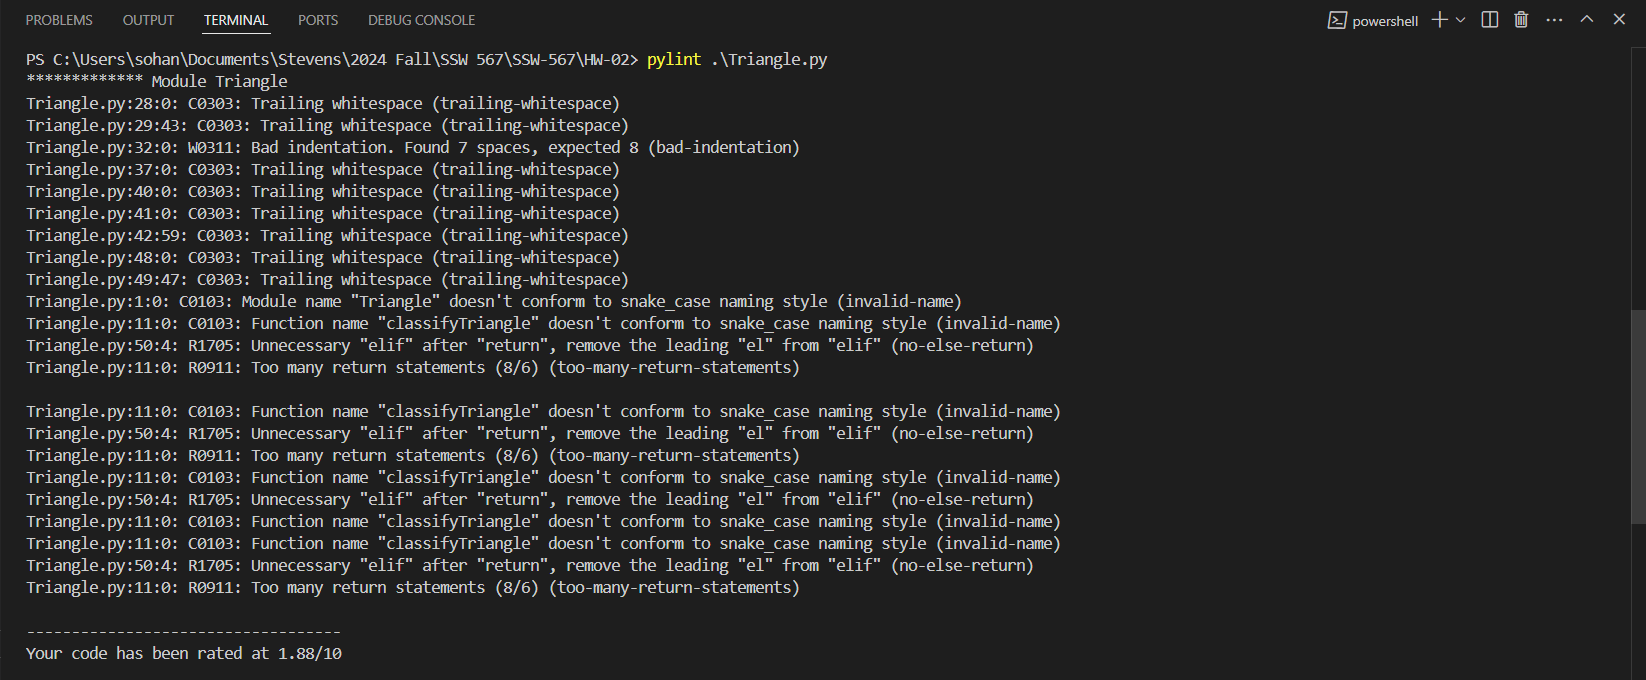 PROBLEMS OUTPUT TERMINAL PORTS DEBUG CONSOLE powershell
PS C:\Users\sohan\Documents\Stevens\2024 Fall\SSW 567\SSW-567\HW-02> pylint .\Triangle.py
************* Module Triangle
Triangle.py:28:0: C0303: Trailing whitespace (trailing-whitespace)
Triangle.py:29:43: C0303: Trailing whitespace (trailing-whitespace)
Triangle.py:32:0: W0311: Bad indentation. Found 7 spaces, expected 8 (bad-indentation)
Triangle.py:37:0: C0303: Trailing whitespace (trailing-whitespace)
Triangle.py:40:0: C0303: Trailing whitespace (trailing-whitespace)
Triangle.py:41:0: C0303: Trailing whitespace (trailing-whitespace)
Triangle.py:42:59: C0303: Trailing whitespace (trailing-whitespace)
Triangle.py:48:0: C0303: Trailing whitespace (trailing-whitespace)
Triangle.py:49:47: C0303: Trailing whitespace (trailing-whitespace)
Triangle.py:1:0: C0103: Module name "Triangle" doesn't conform to snake_case naming style (invalid-name)
Triangle.py:11:0: C0103: Function name "classifyTriangle" doesn't conform to snake_case naming style (invalid-name)
Triangle.py:50:4: R1705: Unnecessary "elif" after "return", remove the leading "el" from "elif" (no-else-return)
Triangle.py:11:0: R0911: Too many return statements (8/6) (too-many-return-statements)
Triangle.py:11:0: C0103: Function name "classifyTriangle" doesn't conform to snake_case naming style (invalid-name)
Triangle.py:50:4: R1705: Unnecessary "elif" after "return", remove the leading "el" from "elif" (no-else-return)
Triangle.py:11:0: R0911: Too many return statements (8/6) (too-many-return-statements)
Triangle.py:11:0: C0103: Function name "classifyTriangle" doesn't conform to snake_case naming style (invalid-name)
Triangle.py:50:4: R1705: Unnecessary "elif" after "return", remove the leading "el" from "elif" (no-else-return)
Triangle.py:11:0: C0103: Function name "classifyTriangle" doesn't conform to snake_case naming style (invalid-name)
Triangle.py:11:0: C0103: Function name "classifyTriangle" doesn't conform to snake_case naming style (invalid-name)
Triangle.py:50:4: R1705: Unnecessary "elif" after "return", remove the leading "el" from "elif" (no-else-return)
Triangle.py:11:0: R0911: Too many return statements (8/6) (too-many-return-statements)
-----------------------------------
Your code has been rated at 1.88/10